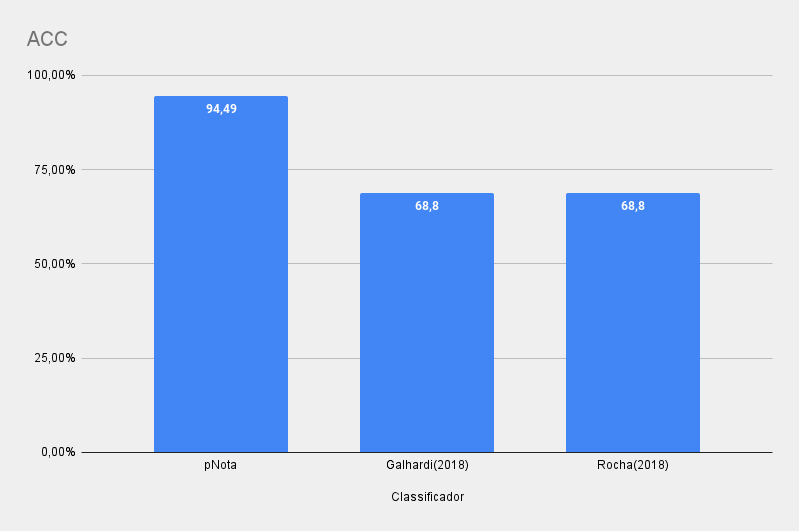 ACC
100,00%
75,00%
50,00%
25,00%
0,00%
94,49
68,8
68,8
pNota
Galhardi(2018)
Rocha(2018)
Classificador